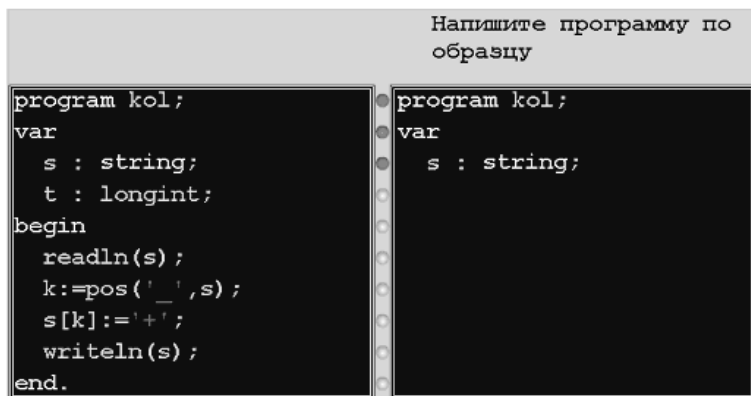 Напишите программу по
образцу
program kol;
var
  s : string;
  t : longint;
begin
  readln(s);
  k:=pos('_',s);
  s[k]:='+';
  writeln(s);
end.
program kol;
var
  s : string;